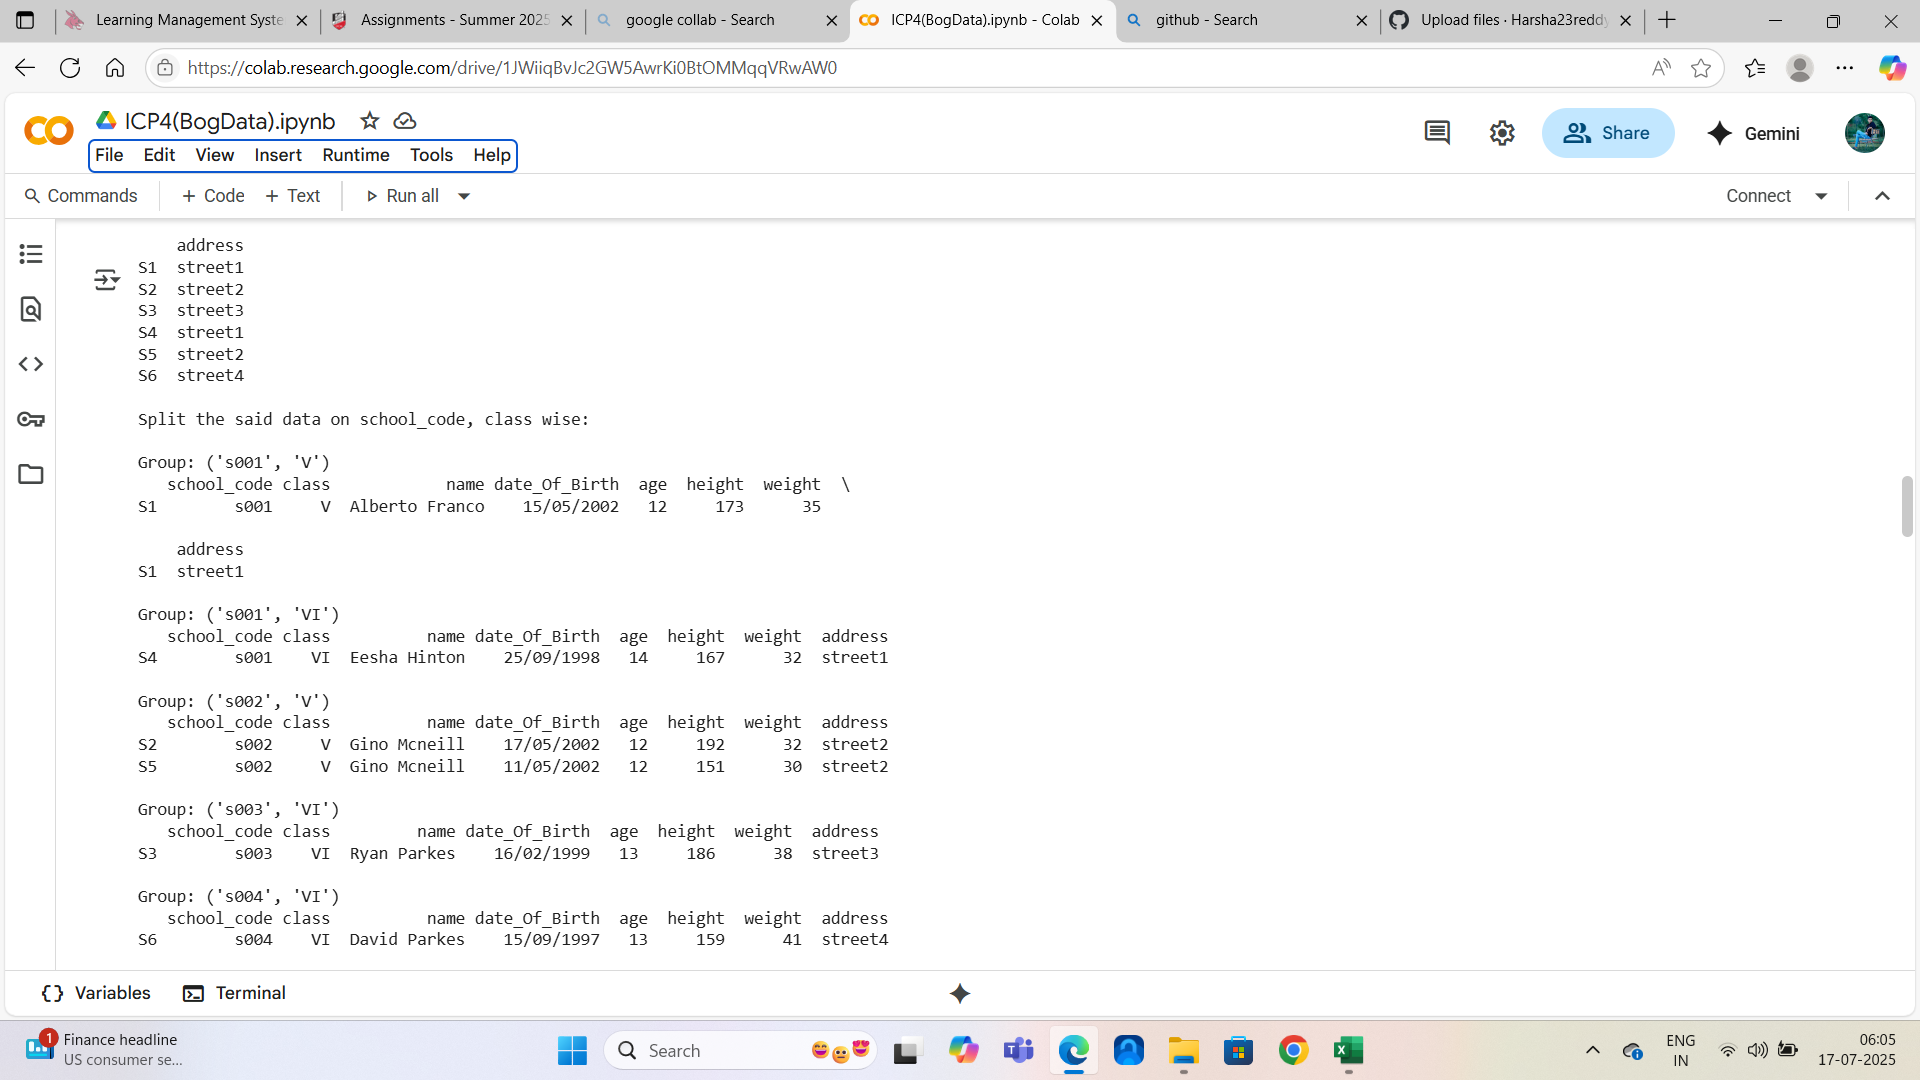 Learning Management Syste
Assignments - Summer 2025
google collab - Search
ICP4(BogData).ipynb - Colab
github - Search
Upload files · Harsha23reddy
https://colab.research.google.com/drive/1JWiiqBvJc2GW5AwrKi0BtOMMqqVRwAW0
ICP4(BogData).ipynb
File Edit View Insert Runtime Tools Help
Share
Gemini
Commands + Code + Text Run all
Connect
address
S1 street1
S2 street2
S3 street3
S4 street1
S5 street2
S6 street4
Split the said data on school_code, class wise:
Group: ('s001', 'V')
school_code class name date_Of_Birth age height weight \
S1 s001 V Alberto Franco 15/05/2002 12 173 35
address
S1 street1
Group: ('s001', 'VI')
school_code class name date_Of_Birth age height weight address
S4 s001 VI Eesha Hinton 25/09/1998 14 167 32 street1
Group: ('s002', 'V')
school_code class name date_Of_Birth age height weight address
S2 s002 V Gino Mcneill 17/05/2002 12 192 32 street2
S5 s002 V Gino Mcneill 11/05/2002 12 151 30 street2
Group: ('s003', 'VI')
school_code class name date_Of_Birth age height weight address
S3 s003 VI Ryan Parkes 16/02/1999 13 186 38 street3
Group: ('s004', 'VI')
school_code class name date_Of_Birth age height weight address
S6 s004 VI David Parkes 15/09/1997 13 159 41 street4
{} Variables
Terminal
1
Finance headline
US consumer se...
Search
ENG
IN
06:05
17-07-2025